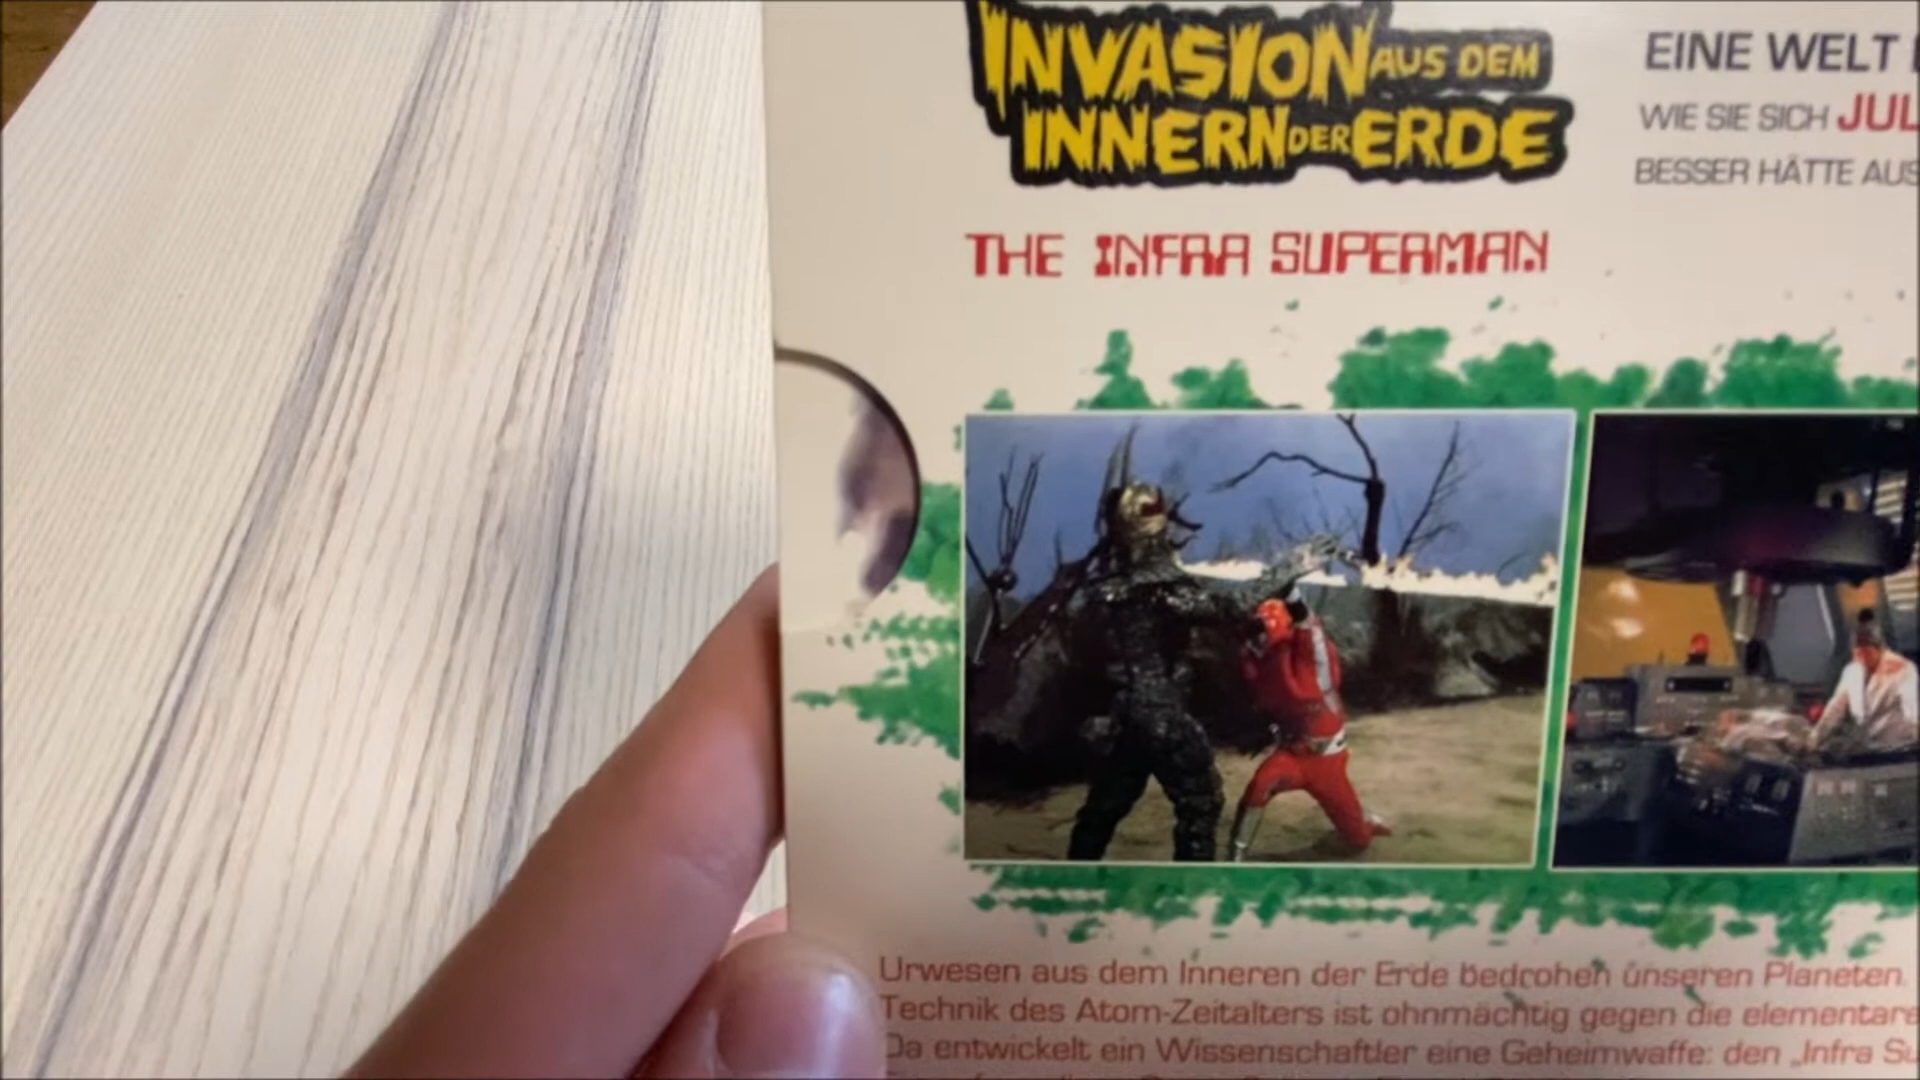 INVASION AUS DEM
INNERN DER ERDE
THE INFRA SUPERMAN
EINE WELT
WIE SIE SICH JUL
BESSER HÄTTE AUS
Urwesen aus dem Inneren der Erde bedrohen unseren Planeten.
Technik des Atom-Zeitalters ist ohnmächtig gegen die elementare
Da entwickelt ein Wissenschaftler eine Geheimwaffe: den „Infra Su